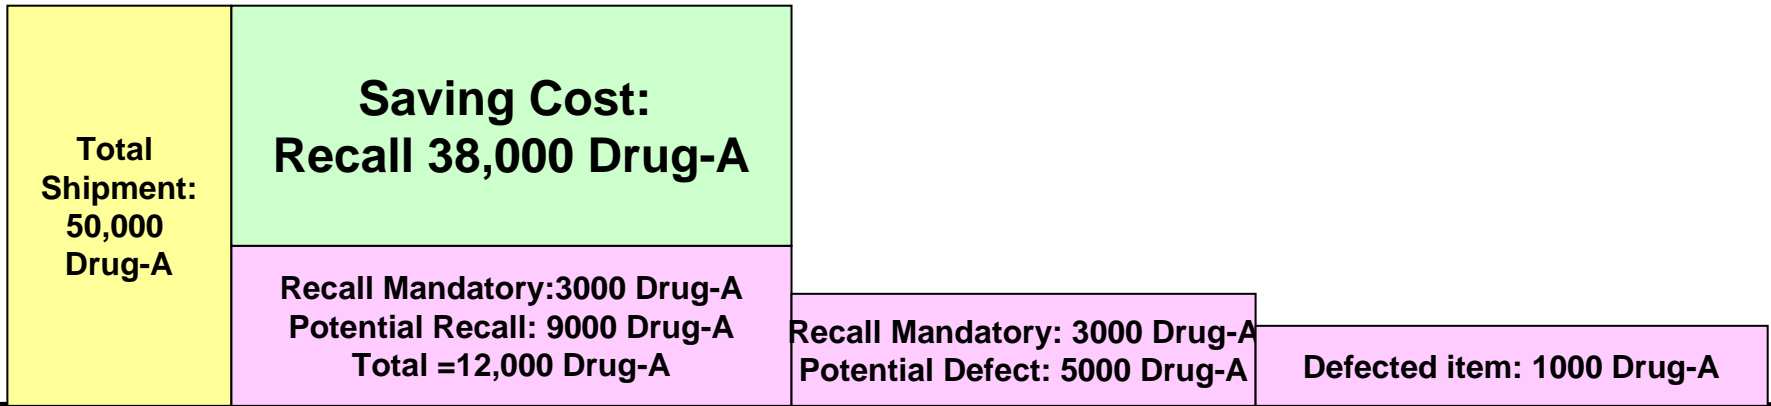 Total
Shipment:
50,000
Drug-A
Saving Cost:
Recall 38,000 Drug-A
Recall Mandatory:3000 Drug-A
Potential Recall: 9000 Drug-A
Total =12,000 Drug-A
Recall Mandatory: 3000 Drug-A
Potential Defect: 5000 Drug-A
Defected item: 1000 Drug-A